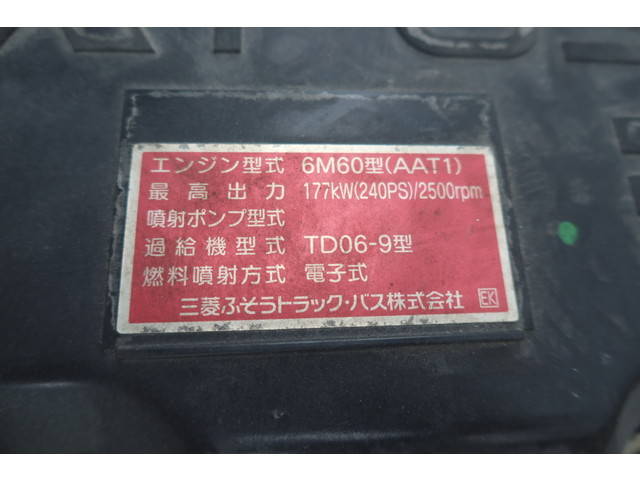 エンジン型式 6M60型(AAT1)
最高出力 177kW(240PS)/2500rpm
噴射ポンプ型式
過給機型式 TD06-9型
燃料噴射方式 電子式
三菱ふそうトラック・バス株式会社 EK